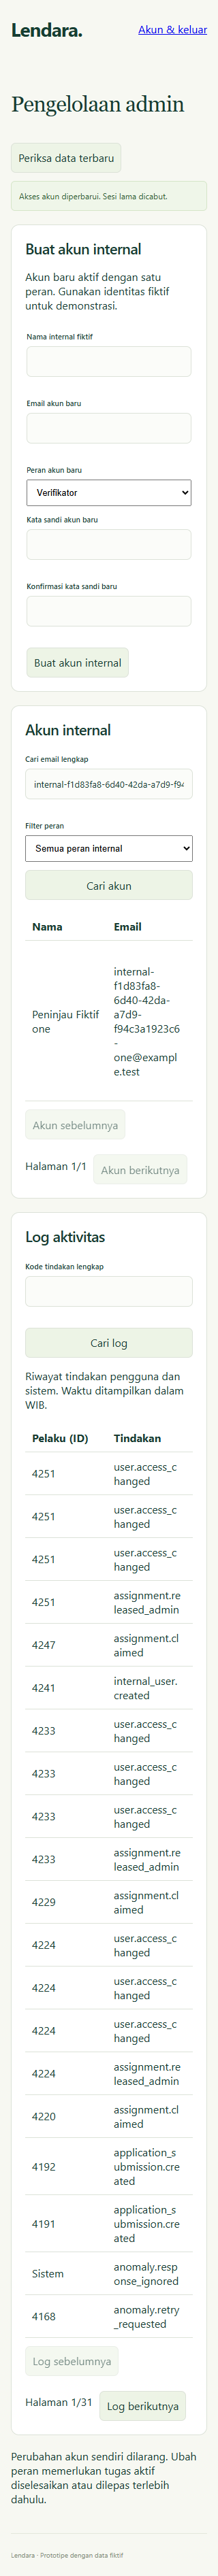 Lendara.
Akun & keluar
Pengelolaan admin
Periksa data terbaru
Akses akun diperbarui. Sesi lama dicabut.
Buat akun internal
Akun baru aktif dengan satu
peran. Gunakan identitas fiktif
untuk demonstrasi.
Nama internal fiktif
Email akun baru
Peran akun baru
Verifikator
Kata sandi akun baru
Konfirmasi kata sandi baru
Buat akun internal
Akun internal
Cari email lengkap
internal-f1d83fa8-6d40-42da-a7d9-f94
Filter peran
Semua peran internal
Cari akun
Nama Email
Peninjau Fiktif
one
internal-
f1d83fa8-
6d40-42da-
a7d9-
f94c3a1923c6
-
one@exampl
e.test
Akun sebelumnya
Halaman 1/1
Akun berikutnya
Log aktivitas
Kode tindakan lengkap
Cari log
Riwayat tindakan pengguna dan
sistem. Waktu ditampilkan dalam
WIB.
Pelaku (ID) Tindakan
4251 user.access_c
hanged
4251 user.access_c
hanged
4251 user.access_c
hanged
4251 assignment.re
leased_admin
4247 assignment.cl
aimed
4241 internal_user.
created
4233 user.access_c
hanged
4233 user.access_c
hanged
4233 user.access_c
hanged
4233 assignment.re
leased_admin
4229 assignment.cl
aimed
4224 user.access_c
hanged
4224 user.access_c
hanged
4224 user.access_c
hanged
4224 assignment.re
leased_admin
4220 assignment.cl
aimed
4192 application_s
ubmission.cre
ated
4191 application_s
ubmission.cre
ated
Sistem anomaly.resp
onse_ignored
4168 anomaly.retry
_requested
Log sebelumnya
Halaman 1/31
Log berikutnya
Perubahan akun sendiri dilarang. Ubah
peran memerlukan tugas aktif
diselesaikan atau dilepas terlebih
dahulu.
Lendara · Prototipe dengan data fiktif